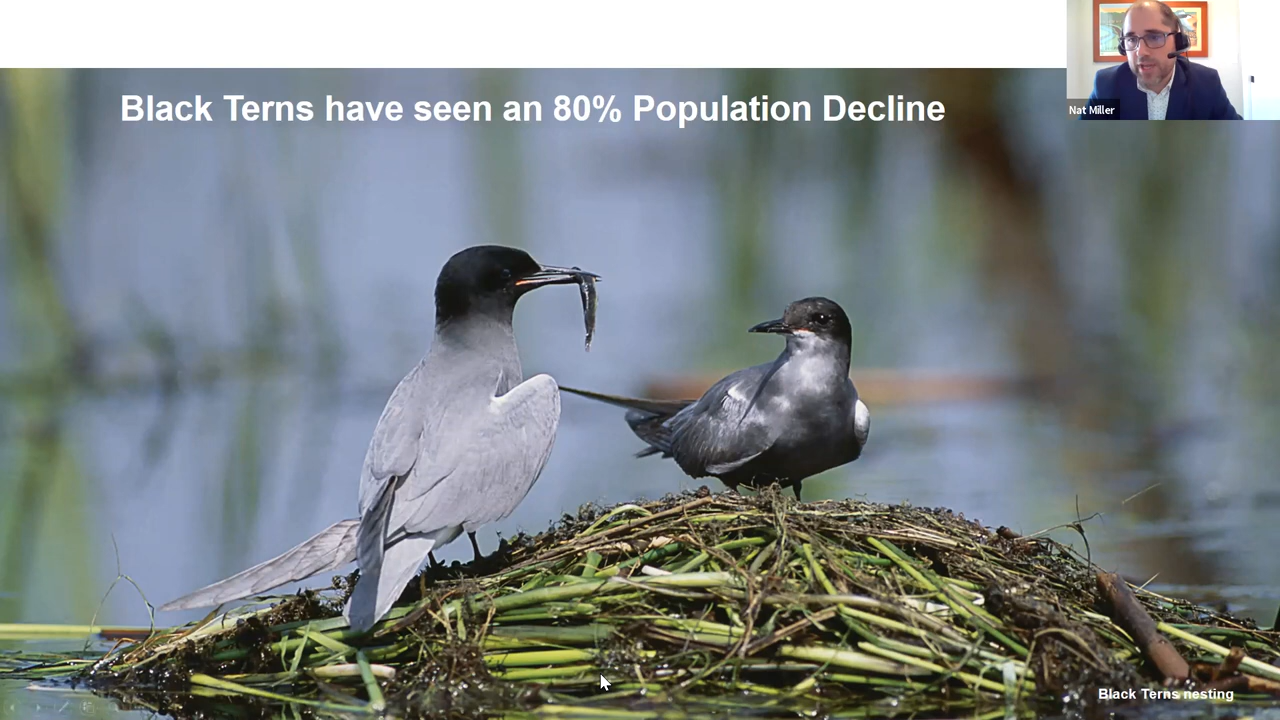 Black Terns have seen an 80% Population Decline
Nat Miller
Black Terns nesting